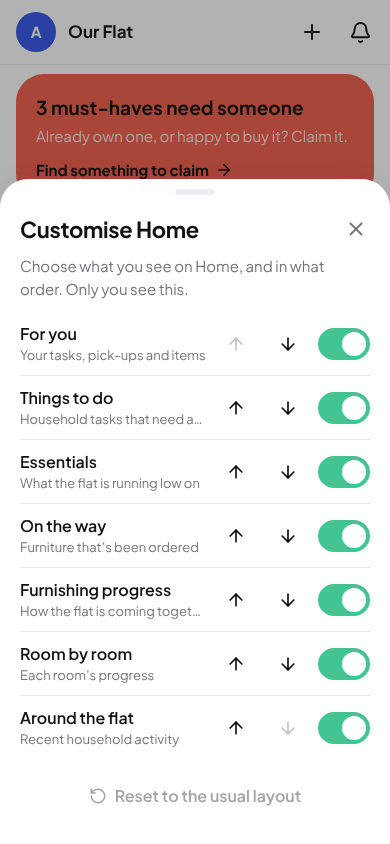 A
Our Flat
3 must-haves need someone
Already own one, or happy to buy it? Claim it.
Find something to claim →
Customise Home
Choose what you see on Home, and in what
order. Only you see this.
For you
Your tasks, pick-ups and items
Things to do
Household tasks that need a…
Essentials
What the flat is running low on
On the way
Furniture that’s been ordered
Furnishing progress
How the flat is coming toget…
Room by room
Each room’s progress
Around the flat
Recent household activity
Reset to the usual layout